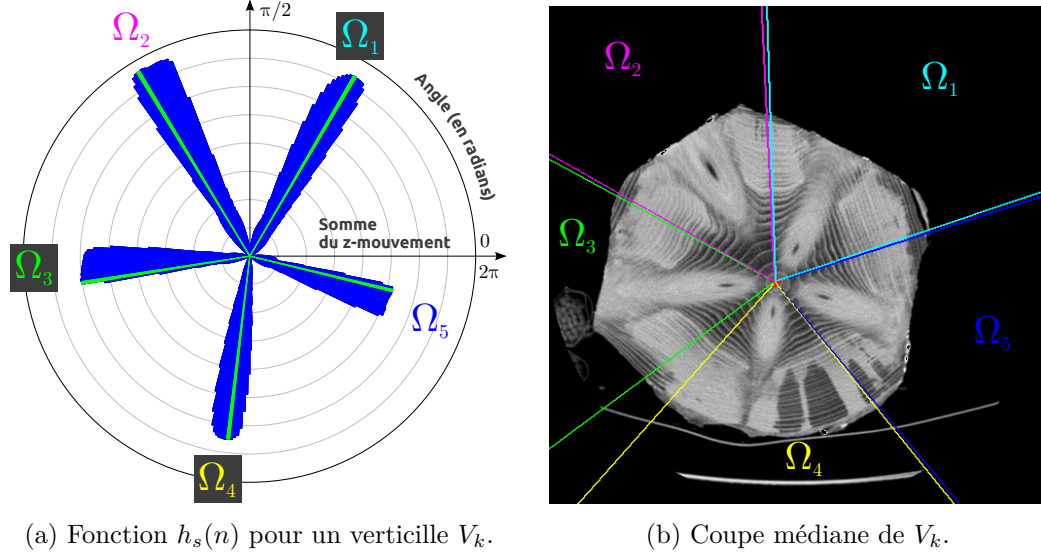 π/2
Ω₂
Ω₁
Angle (en radians)
Somme
du z-mouvement
0
2π
Ω₃
Ω₅
Ω₄
(a) Fonction hₛ(n) pour un verticille Vₖ.
Ω₂
Ω₁
Ω₃
Ω₅
Ω₄
(b) Coupe médiane de Vₖ.